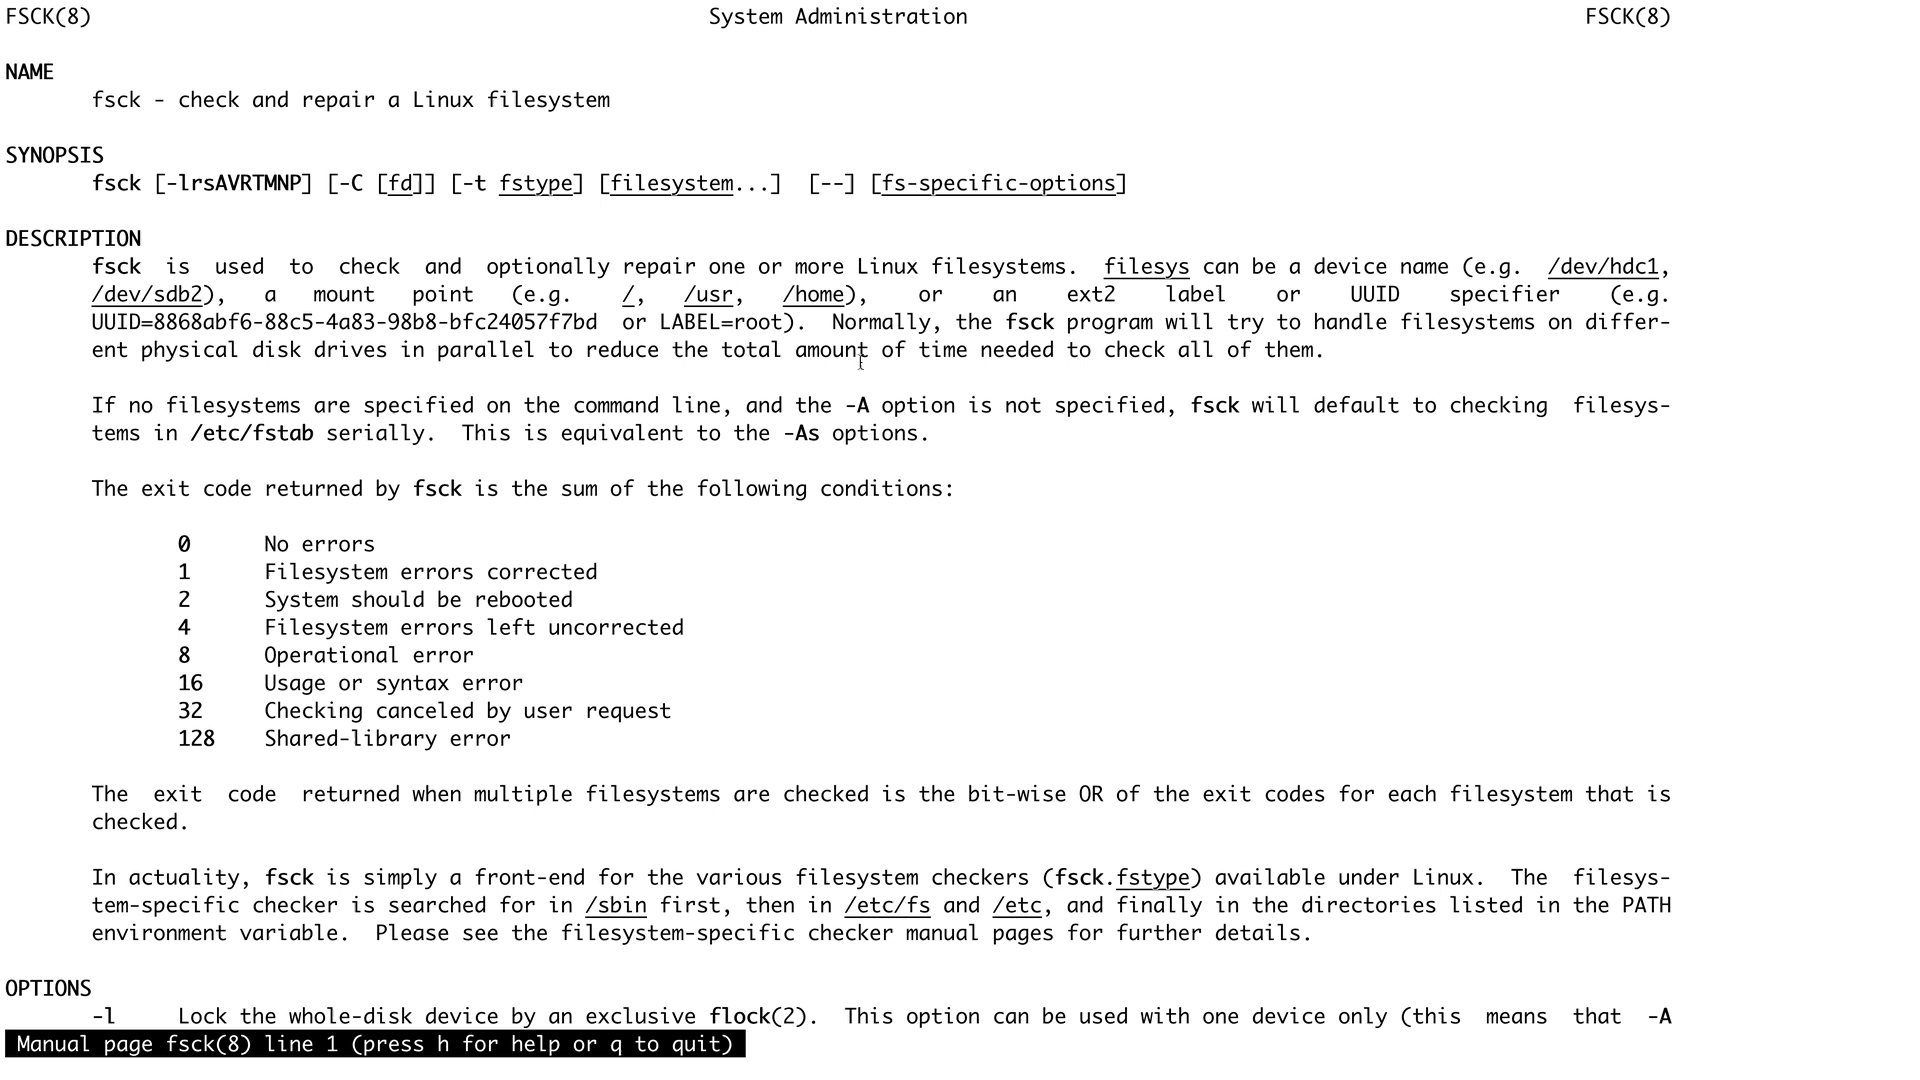 FSCK(8) System Administration FSCK(8)
NAME
fsck - check and repair a Linux filesystem
SYNOPSIS
fsck [-lrsAVRTMNP] [-C [fd]] [-t fstype] [filesystem...] [--] [fs-specific-options]
DESCRIPTION
fsck is used to check and optionally repair one or more Linux filesystems. filesys can be a device name (e.g. /dev/hdc1,
/dev/sdb2), a mount point (e.g. /, /usr, /home), or an ext2 label or UUID specifier (e.g.
UUID=8868abf6-88c5-4a83-98b8-bfc24057f7bd or LABEL=root). Normally, the fsck program will try to handle filesystems on differ-
ent physical disk drives in parallel to reduce the total amount of time needed to check all of them.
If no filesystems are specified on the command line, and the -A option is not specified, fsck will default to checking filesys-
tems in /etc/fstab serially. This is equivalent to the -As options.
The exit code returned by fsck is the sum of the following conditions:
0 No errors
1 Filesystem errors corrected
2 System should be rebooted
4 Filesystem errors left uncorrected
8 Operational error
16 Usage or syntax error
32 Checking canceled by user request
128 Shared-library error
The exit code returned when multiple filesystems are checked is the bit-wise OR of the exit codes for each filesystem that is
checked.
In actuality, fsck is simply a front-end for the various filesystem checkers (fsck.fstype) available under Linux. The filesys-
tem-specific checker is searched for in /sbin first, then in /etc/fs and /etc, and finally in the directories listed in the PATH
environment variable. Please see the filesystem-specific checker manual pages for further details.
OPTIONS
-l Lock the whole-disk device by an exclusive flock(2). This option can be used with one device only (this means that -A
Manual page fsck(8) line 1 (press h for help or q to quit)